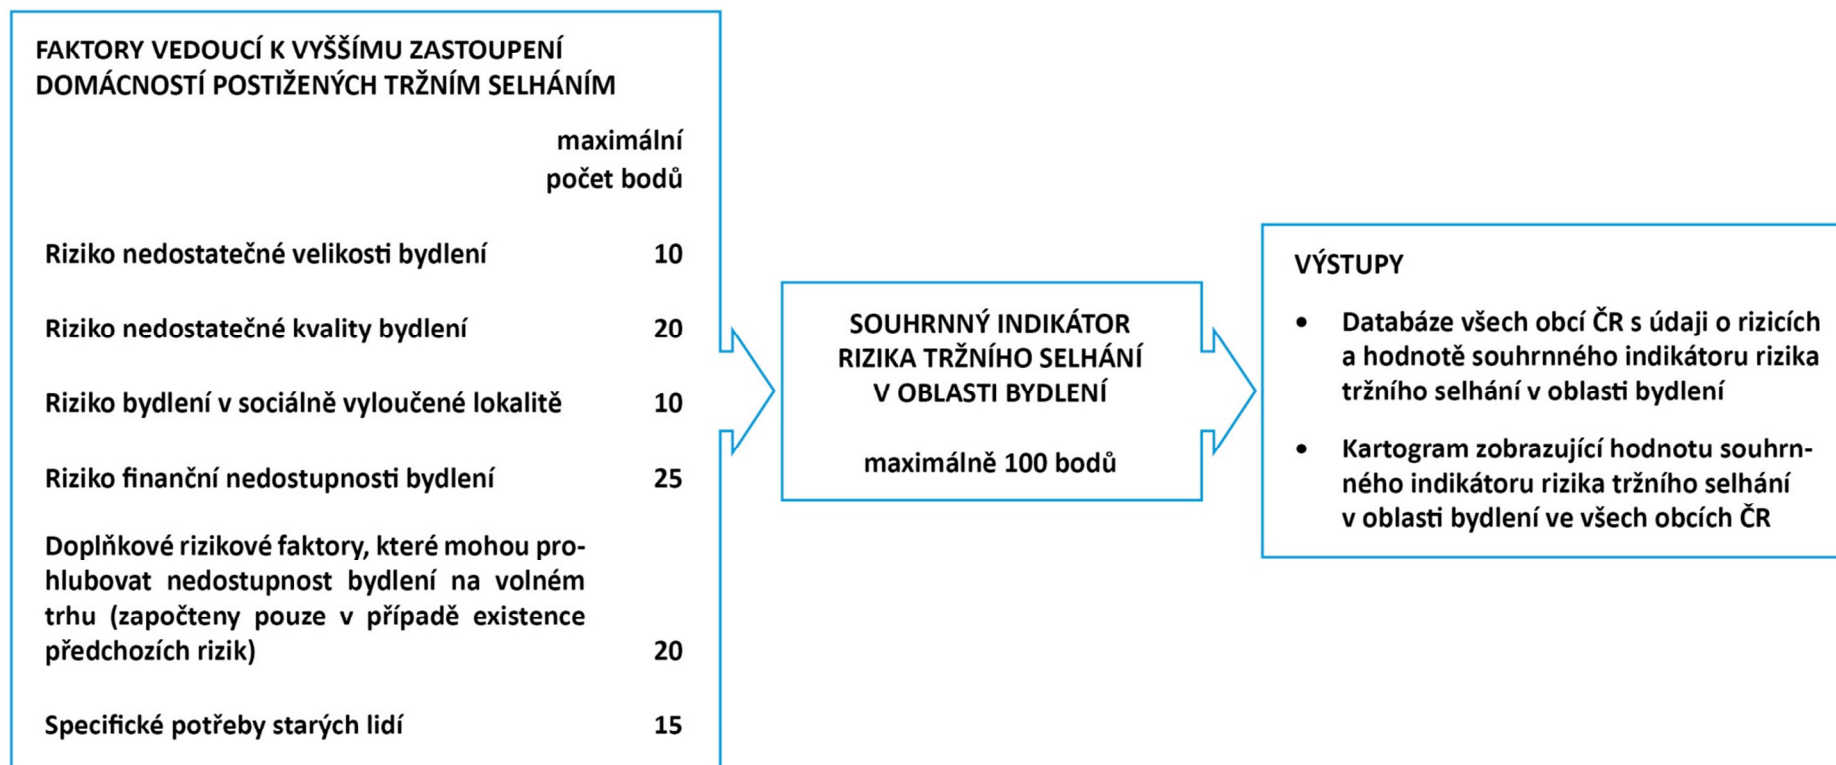 FAKTORY VEDOUCÍ K VYŠŠÍMU ZASTOUPENÍ
DOMÁCNOSTÍ POSTIŽENÝCH TRŽNÍM SELHÁNÍM
maximální
počet bodů
Riziko nedostatečné velikosti bydlení 10
Riziko nedostatečné kvality bydlení 20
Riziko bydlení v sociálně vyloučené lokalitě 10
Riziko finanční nedostupnosti bydlení 25
Doplňkové rizikové faktory, které mohou pro-
hlubovat nedostupnost bydlení na volném
trhu (započteny pouze v případě existence
předchozích rizik) 20
Specifické potřeby starých lidí 15
SOUHRNNÝ INDIKÁTOR
RIZIKA TRŽNÍHO SELHÁNÍ
V OBLASTI BYDLENÍ
maximálně 100 bodů
VÝSTUPY
• Databáze všech obcí ČR s údaji o rizicích
a hodnotě souhrnného indikátoru rizika
tržního selhání v oblasti bydlení
• Kartogram zobrazující hodnotu souhrn-
ného indikátoru rizika tržního selhání
v oblasti bydlení ve všech obcích ČR